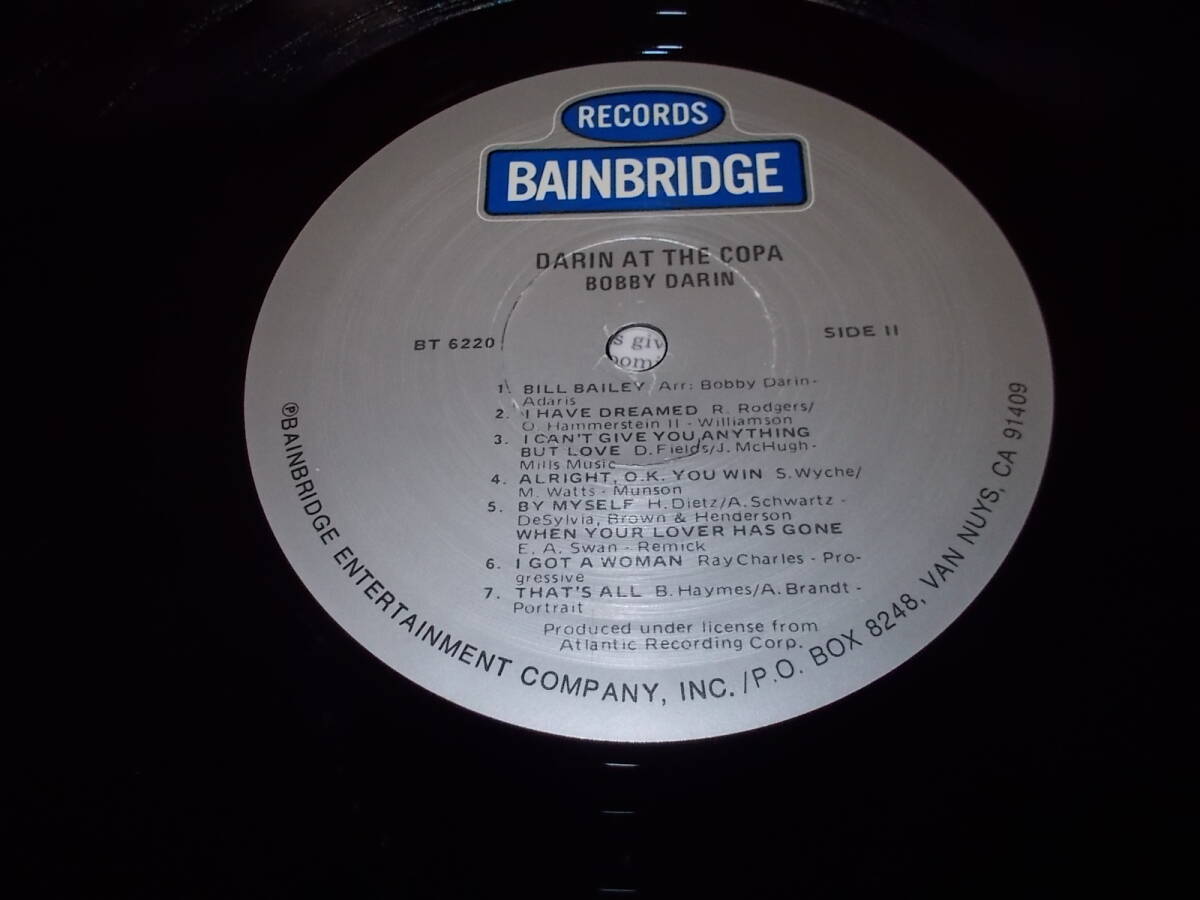 RECORDS
BAINBRIDGE
DARIN AT THE COPA
BOBBY DARIN
BT 6220
SIDE II
s giv
oomi
1. BILL BAILEY Arr: Bobby Darin-
Adaris
2. I HAVE DREAMED R. Rodgers/
O. Hammerstein II - Williamson
3. I CAN'T GIVE YOU ANYTHING
BUT LOVE D. Fields/J. McHugh-
Mills Music
4. ALRIGHT, O.K. YOU WIN S. Wyche/
M. Watts - Munson
5. BY MYSELF H. Dietz/A. Schwartz -
DeSylvia, Brown & Henderson
WHEN YOUR LOVER HAS GONE
E. A. Swan - Remick
6. I GOT A WOMAN Ray Charles - Pro-
gressive
7. THAT'S ALL B. Haymes/A. Brandt -
Portrait
Produced under license from
Atlantic Recording Corp.
℗BAINBRIDGE ENTERTAINMENT COMPANY, INC. /P.O. BOX 8248, VAN NUYS, CA 91409